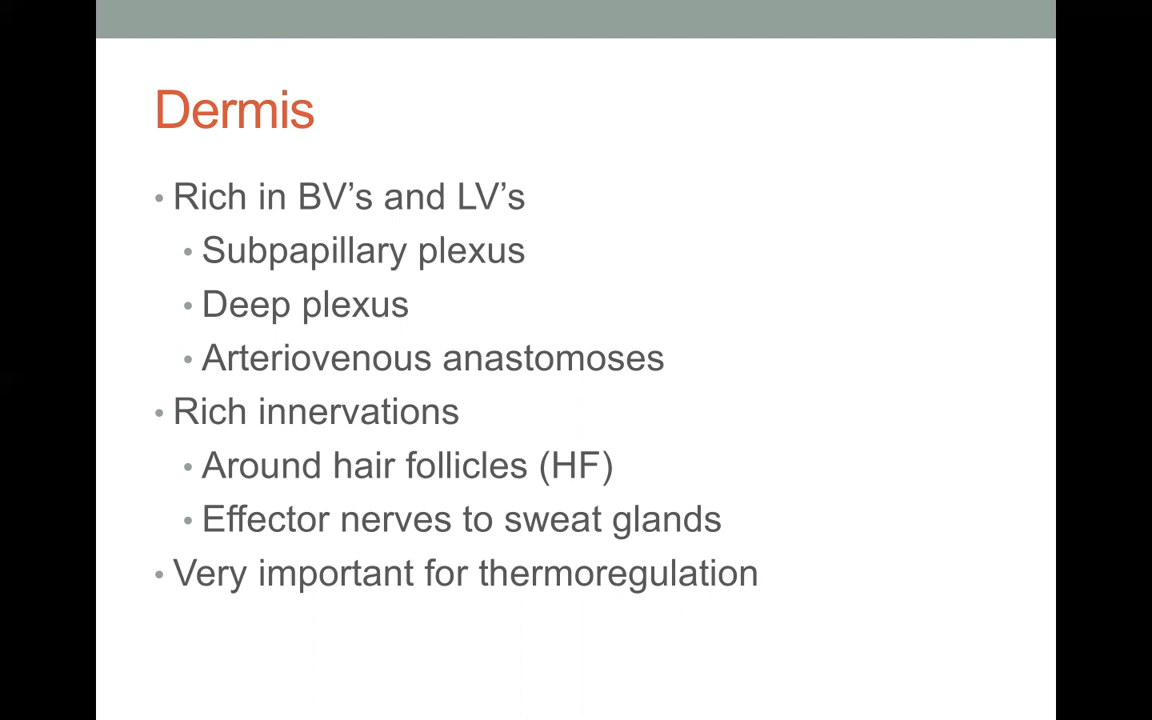 Dermis
• Rich in BV’s and LV’s
• Subpapillary plexus
• Deep plexus
• Arteriovenous anastomoses
• Rich innervations
• Around hair follicles (HF)
• Effector nerves to sweat glands
• Very important for thermoregulation